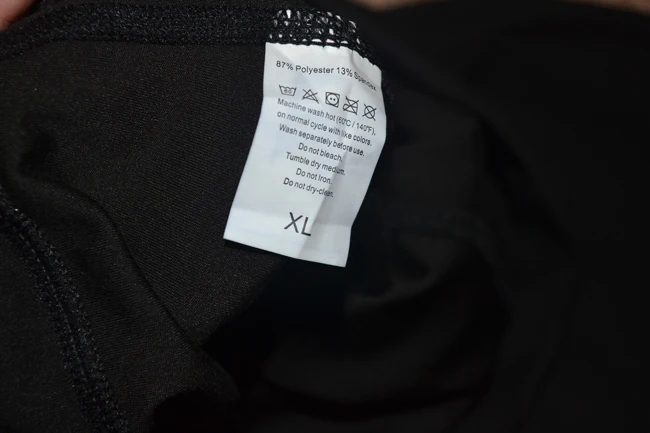 87% Polyester 13% Spandex
Machine wash hot (60℃ / 140℉),
on normal cycle with like colors.
Wash separately before use.
Do not bleach.
Tumble dry medium.
Do not Iron.
Do not dry-clean.
XL